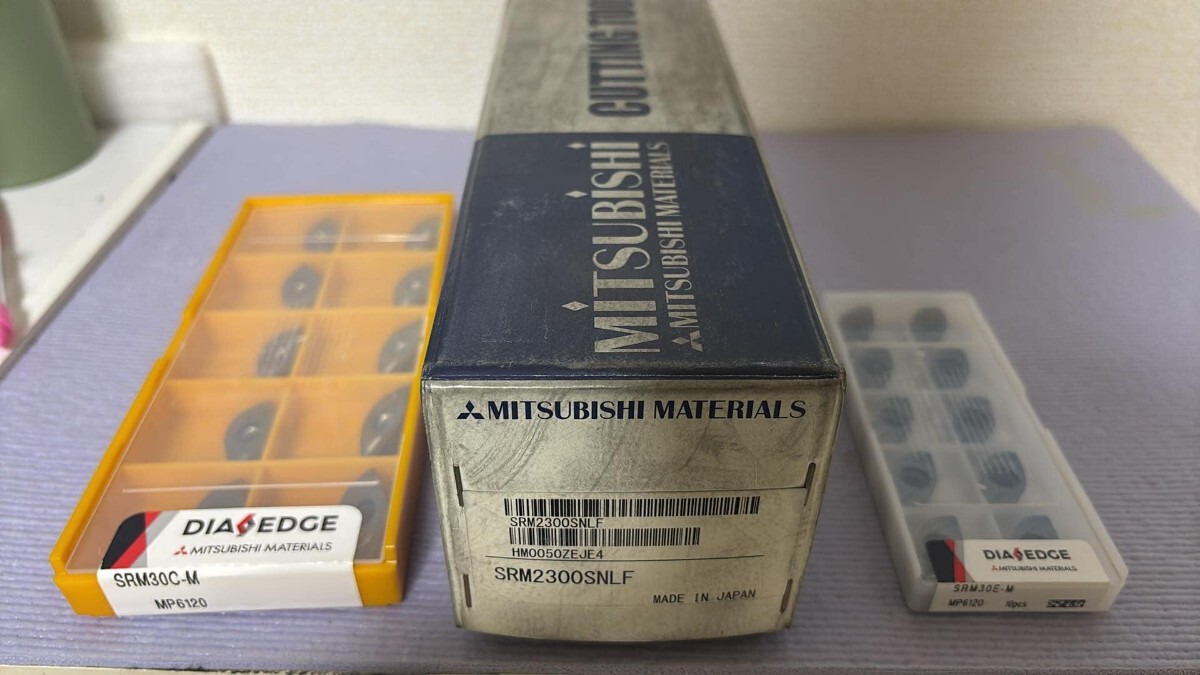 CUTTING
MITSUBISHI
MITSUBISHI MATERIALS
MITSUBISHI MATERIALS
SRM2300SNLF
HM0050ZEJE4
SRM2300SNLF
MADE IN JAPAN
DIAEDGE
MITSUBISHI MATERIALS
SRM30C-M
MP6120
DIAEDGE
MITSUBISHI MATERIALS
SRM30E-M
MP6120 10pcs